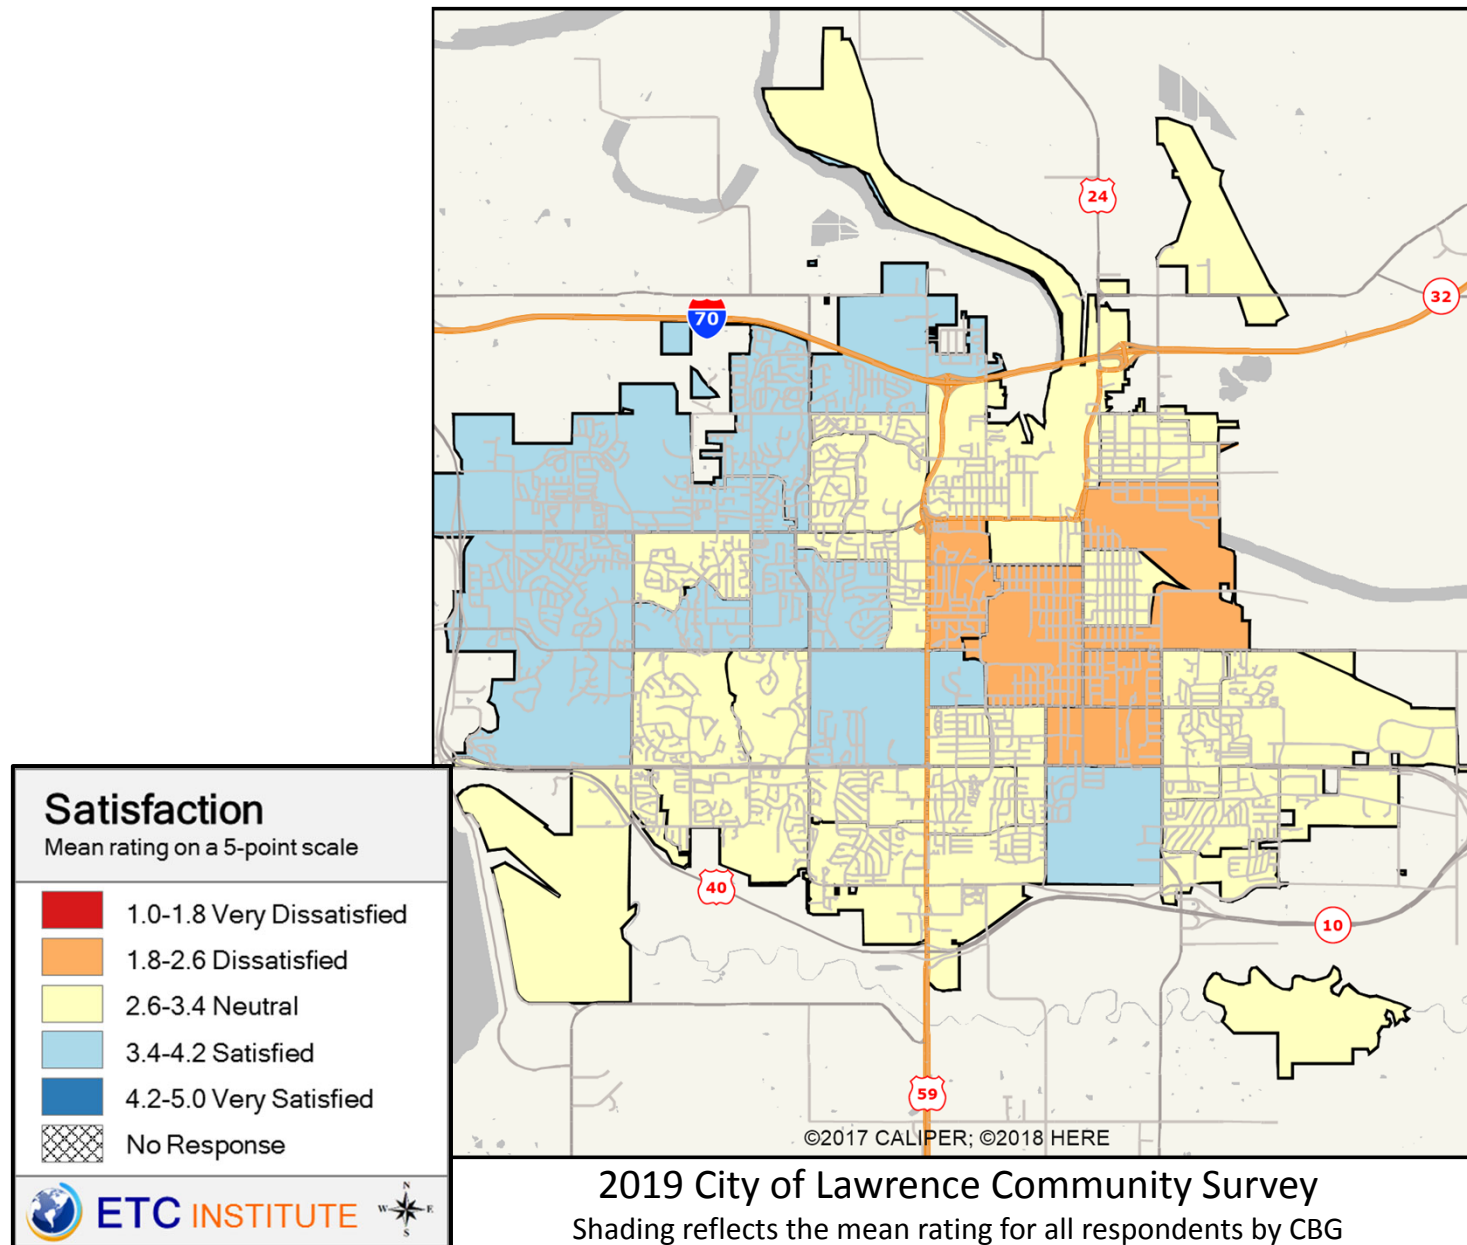 24
32
70
40
10
59
©2017 CALIPER; ©2018 HERE
Satisfaction
Mean rating on a 5-point scale
1.0-1.8 Very Dissatisfied
1.8-2.6 Dissatisfied
2.6-3.4 Neutral
3.4-4.2 Satisfied
4.2-5.0 Very Satisfied
No Response
ETC INSTITUTE
N
W E
S
2019 City of Lawrence Community Survey
Shading reflects the mean rating for all respondents by CBG